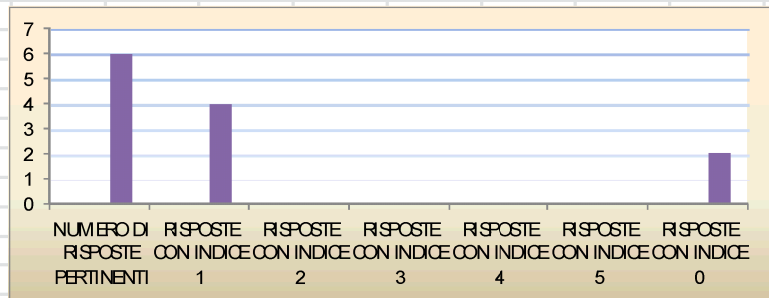 7
6
5
4
3
2
1
0
NUMERO DI RISPOSTE PERTINENTI
RISPOSTE CON INDICE 1
RISPOSTE CON INDICE 2
RISPOSTE CON INDICE 3
RISPOSTE CON INDICE 4
RISPOSTE CON INDICE 5
RISPOSTE CON INDICE 0